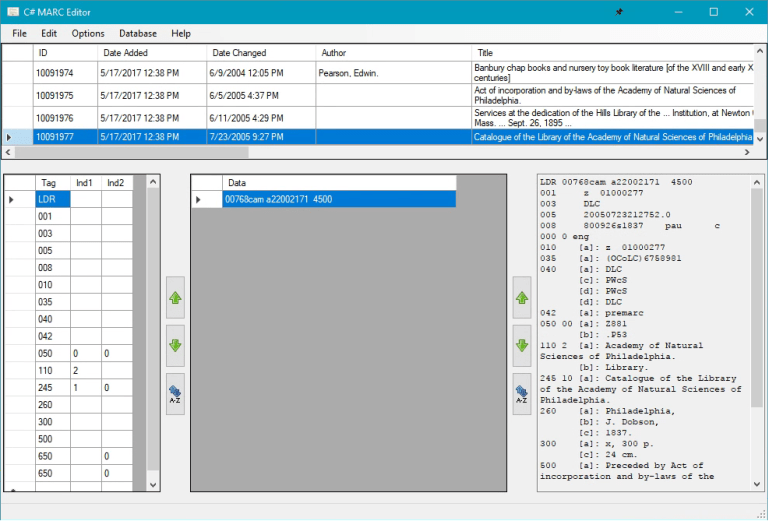 C# MARC Editor
File Edit Options Database Help
ID Date Added Date Changed Author Title
10091974 5/17/2017 12:38 PM 6/9/2004 12:05 PM Pearson, Edwin. Banbury chap books and nursery toy book literature [of the XVIII and early X
centuries]
10091975 5/17/2017 12:38 PM 6/5/2005 4:37 PM Act of incorporation and by-laws of the Academy of Natural Sciences of
Philadelphia.
10091976 5/17/2017 12:38 PM 6/11/2005 4:29 PM Services at the dedication of the Hills Library of the ... Institution, at Newton
Mass. ... Sept. 26, 1895 ...
10091977 5/17/2017 12:38 PM 7/23/2005 9:27 PM Catalogue of the Library of the Academy of Natural Sciences of Philadelphia
Tag Ind1 Ind2
LDR
001
003
005
008
010
035
040
042
050 0 0
110 2
245 1 0
260
300
500
650 0
650 0
A-Z
Data
00768cam a22002171 4500
A-Z
LDR 00768cam a22002171 4500
001 z 01000277
003 DLC
005 20050723212752.0
008 800926s1837 pau c
000 0 eng
010 [a]: z 01000277
035 [a]: (OCoLC)6758981
040 [a]: DLC
[c]: PWcS
[d]: PWcS
[d]: DLC
042 [a]: premarc
050 00 [a]: Z881
[b]: .P53
110 2 [a]: Academy of Natural
Sciences of Philadelphia.
[b]: Library.
245 10 [a]: Catalogue of the Library
of the Academy of Natural Sciences of
Philadelphia.
260 [a]: Philadelphia,
[b]: J. Dobson,
[c]: 1837.
300 [a]: x, 300 p.
[c]: 24 cm.
500 [a]: Preceded by Act of
incorporation and by-laws of the